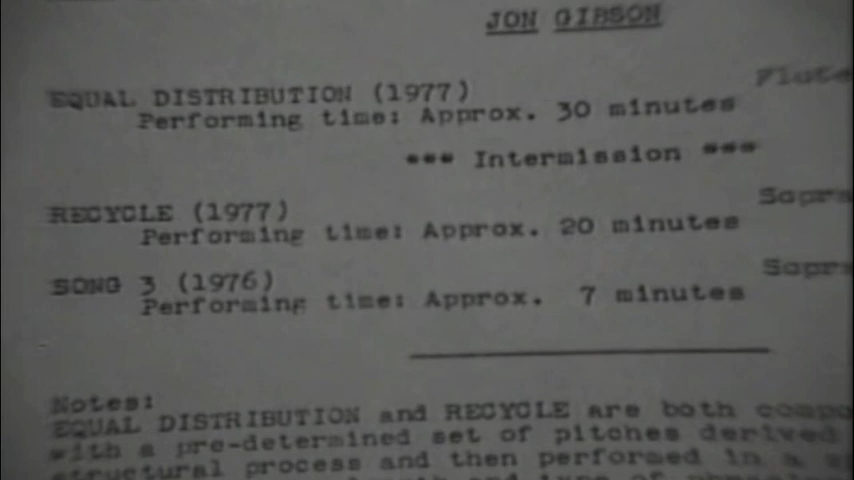 JON GIBSON
EQUAL DISTRIBUTION (1977) Flute
Performing time: Approx. 30 minutes
*** Intermission ***
RECYCLE (1977) Sopra
Performing time: Approx. 20 minutes
SONG 3 (1976) Sopra
Performing time: Approx. 7 minutes
Notes:
EQUAL DISTRIBUTION and RECYCLE are both compo
with a pre-determined set of pitches derived
structural process and then performed in a